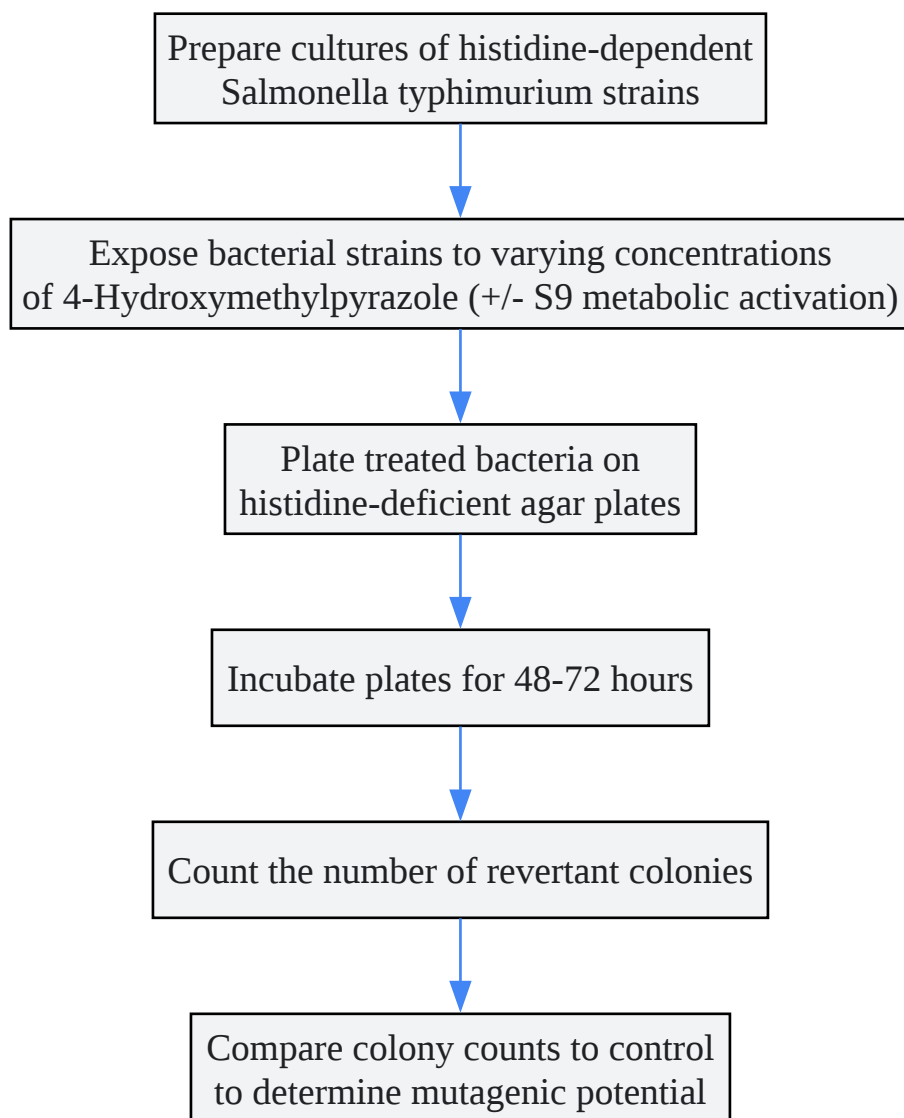 Prepare cultures of histidine-dependent
Salmonella typhimurium strains
Expose bacterial strains to varying concentrations
of 4-Hydroxymethylpyrazole (+/- S9 metabolic activation)
Plate treated bacteria on
histidine-deficient agar plates
Incubate plates for 48-72 hours
Count the number of revertant colonies
Compare colony counts to control
to determine mutagenic potential